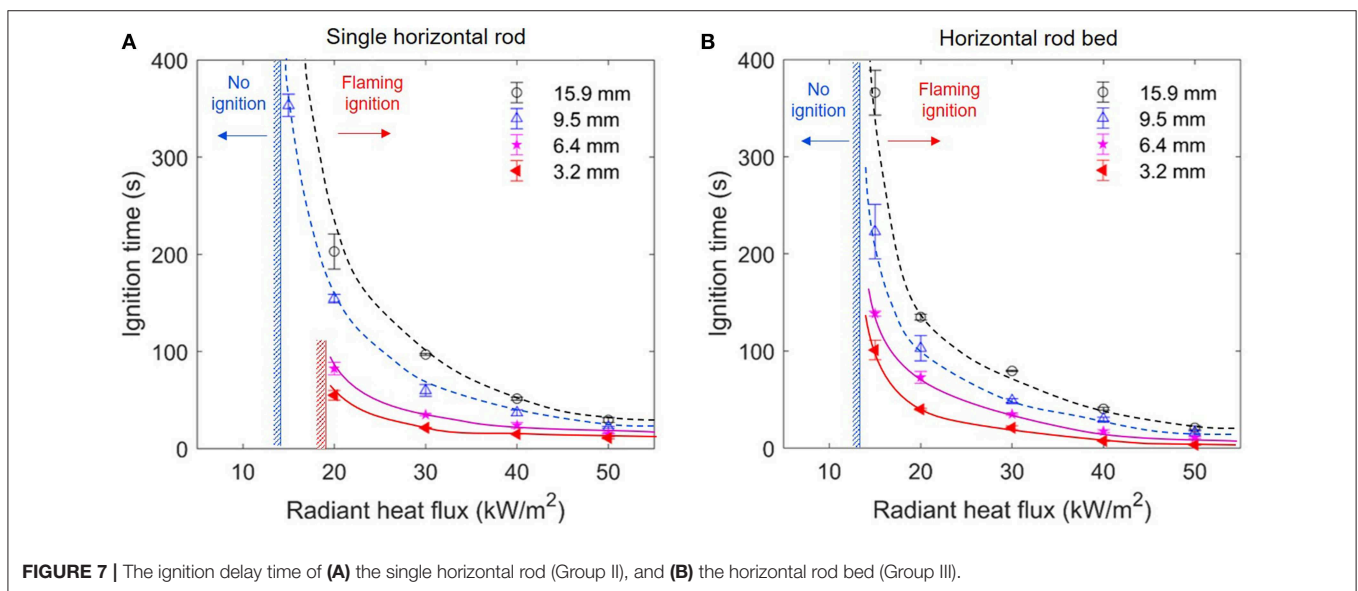 A
Single horizontal rod
400
300
200
100
0
Ignition time (s)
No
ignition
Flaming
ignition
15.9 mm
9.5 mm
6.4 mm
3.2 mm
10 20 30 40 50
Radiant heat flux (kW/m²)
B
Horizontal rod bed
400
300
200
100
0
Ignition time (s)
No
ignition
Flaming
ignition
15.9 mm
9.5 mm
6.4 mm
3.2 mm
10 20 30 40 50
Radiant heat flux (kW/m²)
FIGURE 7 | The ignition delay time of (A) the single horizontal rod (Group II), and (B) the horizontal rod bed (Group III).